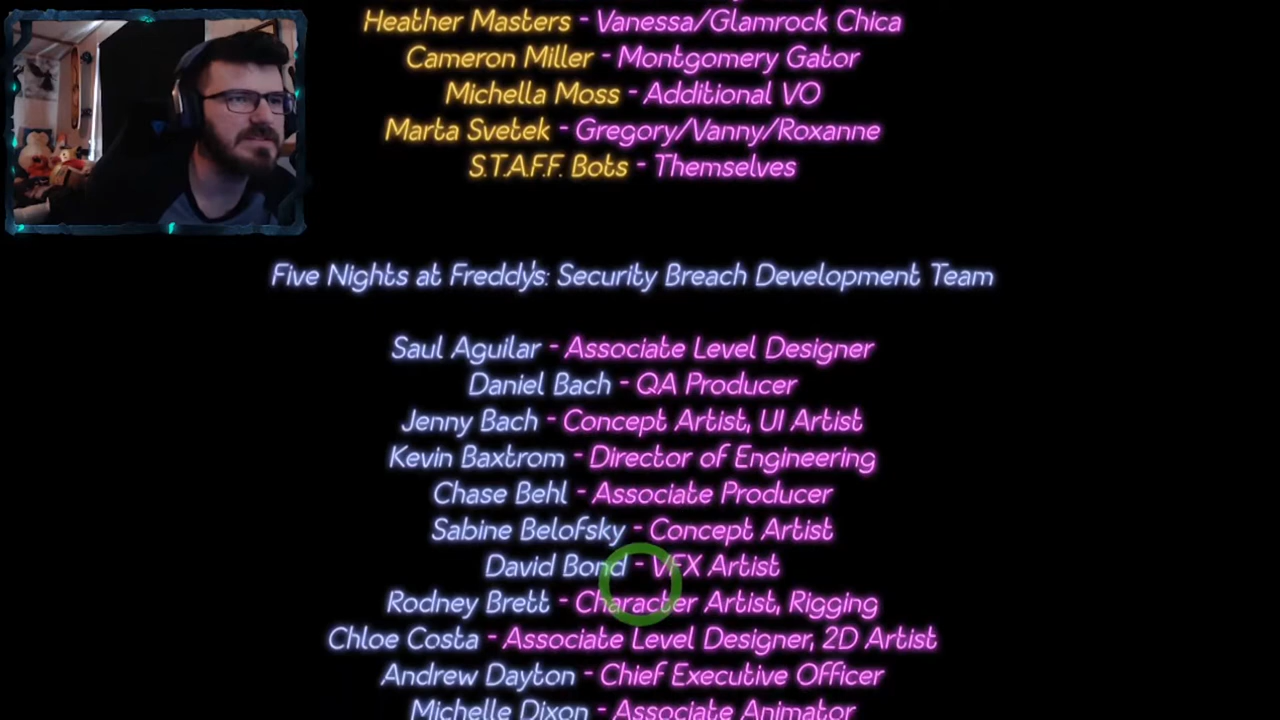 Heather Masters - Vanessa/Glamrock Chica
Cameron Miller - Montgomery Gator
Michella Moss - Additional VO
Marta Svetek - Gregory/Vanny/Roxanne
S.T.A.F.F. Bots - Themselves
Five Nights at Freddy's: Security Breach Development Team
Saul Aguilar - Associate Level Designer
Daniel Bach - QA Producer
Jenny Bach - Concept Artist, UI Artist
Kevin Baxtrom - Director of Engineering
Chase Behl - Associate Producer
Sabine Belofsky - Concept Artist
David Bond - VFX Artist
Rodney Brett - Character Artist, Rigging
Chloe Costa - Associate Level Designer, 2D Artist
Andrew Dayton - Chief Executive Officer
Michelle Dixon - Associate Animator